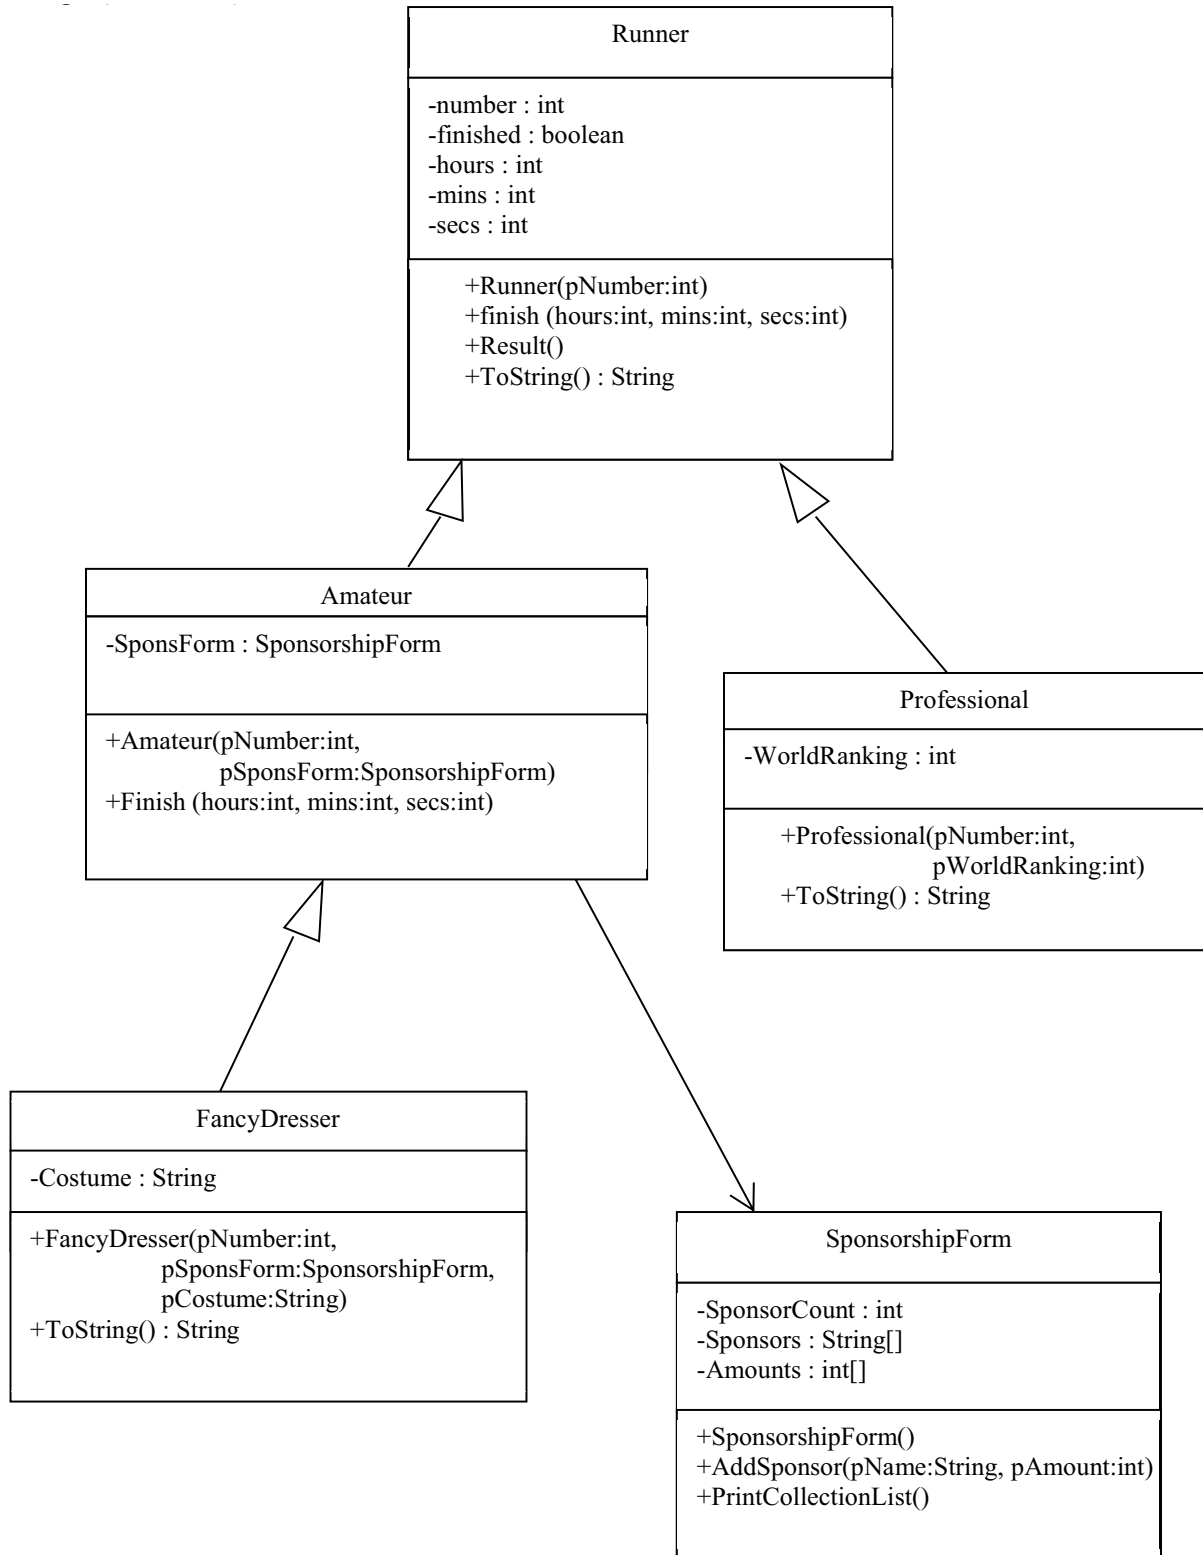 Runner
-number : int
-finished : boolean
-hours : int
-mins : int
-secs : int
+Runner(pNumber:int)
+finish (hours:int, mins:int, secs:int)
+Result()
+ToString() : String
Amateur
-SponsForm : SponsorshipForm
+Amateur(pNumber:int,
pSponsForm:SponsorshipForm)
+Finish (hours:int, mins:int, secs:int)
Professional
-WorldRanking : int
+Professional(pNumber:int,
pWorldRanking:int)
+ToString() : String
FancyDresser
-Costume : String
+FancyDresser(pNumber:int,
pSponsForm:SponsorshipForm,
pCostume:String)
+ToString() : String
SponsorshipForm
-SponsorCount : int
-Sponsors : String[]
-Amounts : int[]
+SponsorshipForm()
+AddSponsor(pName:String, pAmount:int)
+PrintCollectionList()